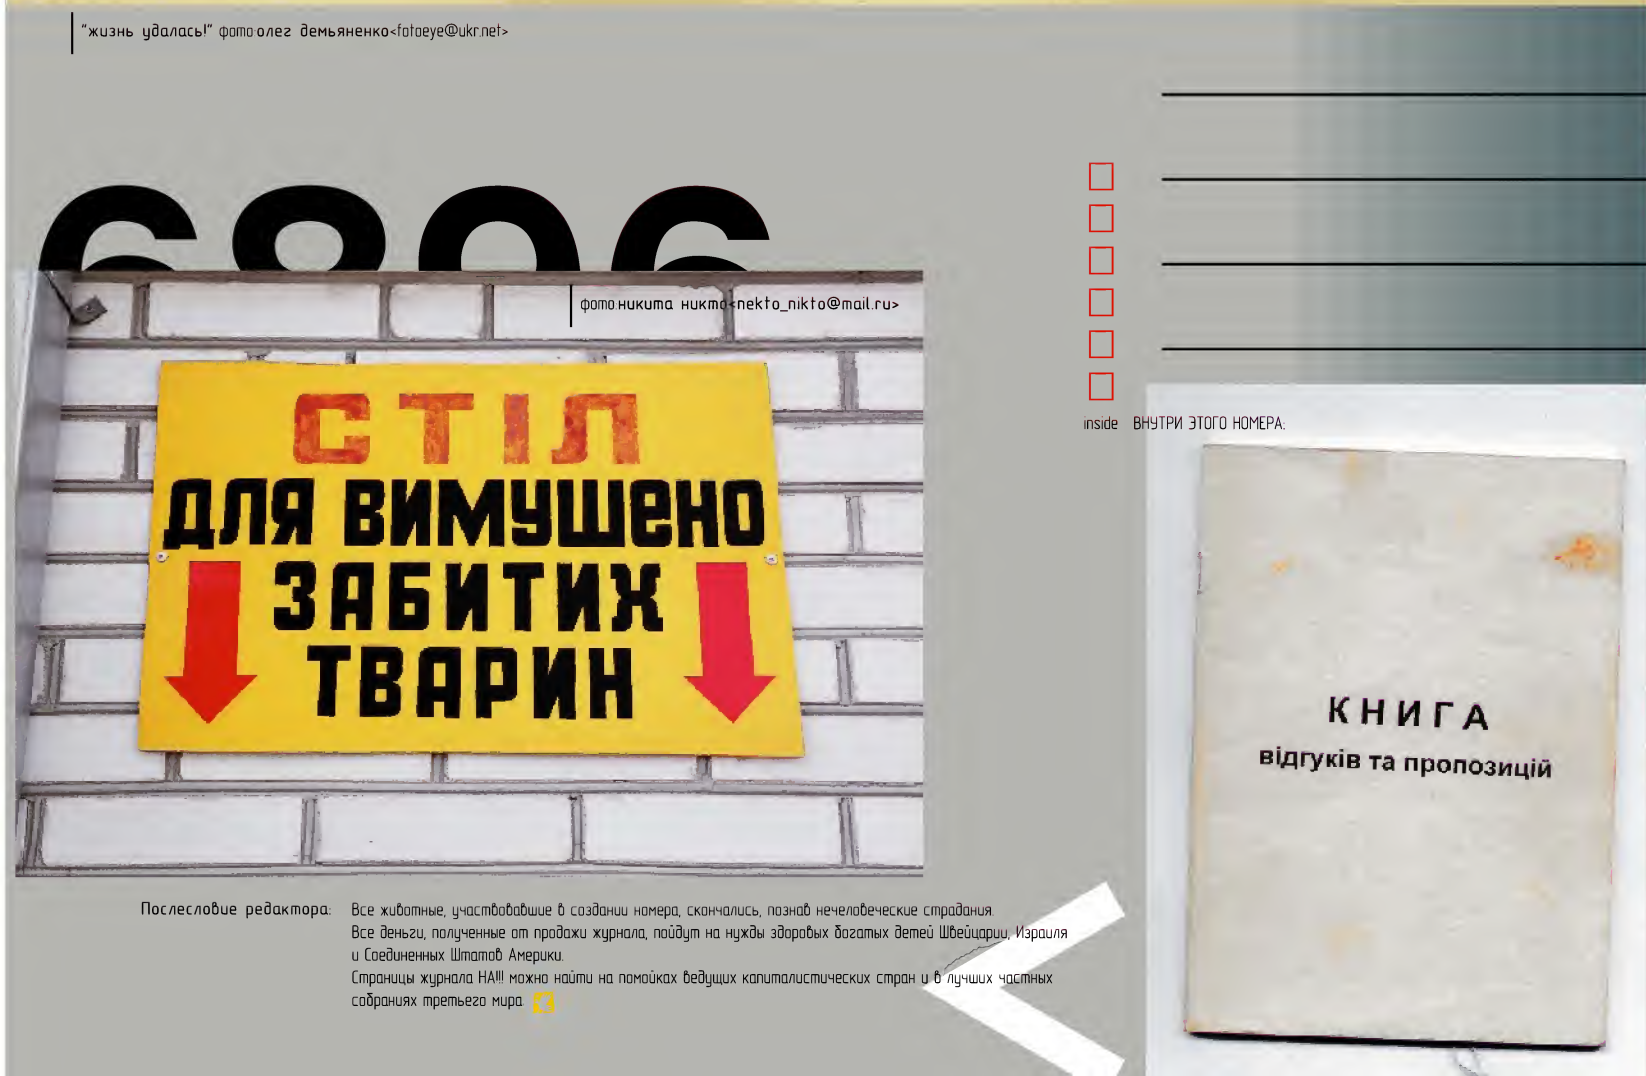 "жизнь удалась!" фото:олег демьяненко<fotoeye@ukr.net>
6896
фото:никита никто<nekto_nikto@mail.ru>
СТІЛ
ДЛЯ ВИМУШЕНО
ЗАБИТИХ
ТВАРИН
inside ВНУТРИ ЭТОГО НОМЕРА:
КНИГА
відгуків та пропозицій
Послесловие редактора: Все животные, участвовавшие в создании номера, скончались, познав нечеловеческие страдания.
Все деньги, полученные от продажи журнала, пойдут на нужды здоровых богатых детей Швейцарии, Израиля
и Соединенных Штатов Америки.
Страницы журнала НА!!! можно найти на помойках ведущих капиталистических стран и в лучших частных
собраниях третьего мира.